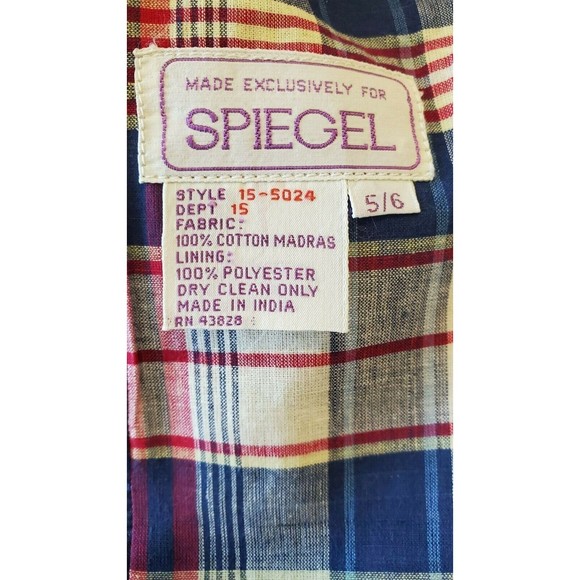 MADE EXCLUSIVELY FOR
SPIEGEL
5/6
STYLE 15-5024
DEPT 15
FABRIC:
100% COTTON MADRAS
LINING:
100% POLYESTER
DRY CLEAN ONLY
MADE IN INDIA
RN 43828